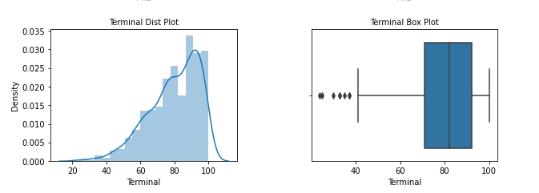 Terminal Dist Plot
0.035
0.030
0.025
0.020
0.015
0.010
0.005
0.000
Density
20 40 60 80 100
Terminal
Terminal Box Plot
40 60 80 100
Terminal